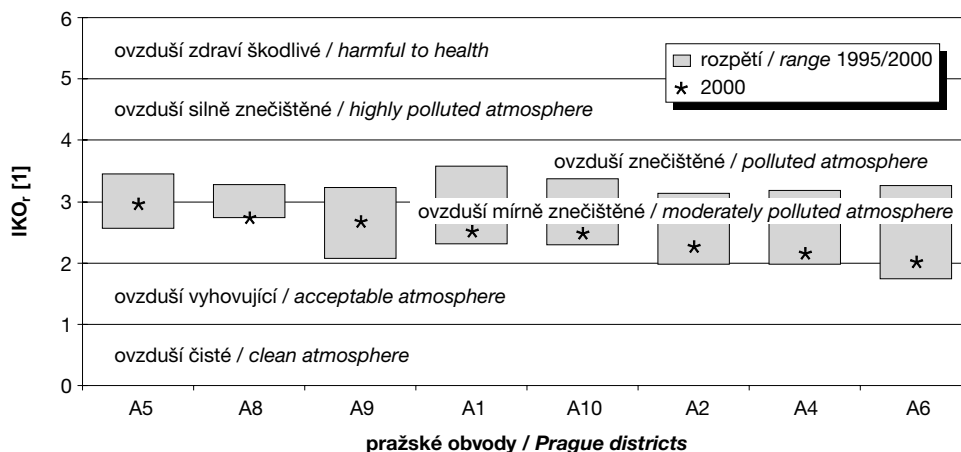 6
ovzduší zdraví škodlivé / harmful to health
rozpětí / range 1995/2000
2000
5
ovzduší silně znečištěné / highly polluted atmosphere
4
ovzduší znečištěné / polluted atmosphere
3
ovzduší mírně znečištěné / moderately polluted atmosphere
2
ovzduší vyhovující / acceptable atmosphere
1
ovzduší čisté / clean atmosphere
0
IKOr [1]
A5 A8 A9 A1 A10 A2 A4 A6
pražské obvody / Prague districts